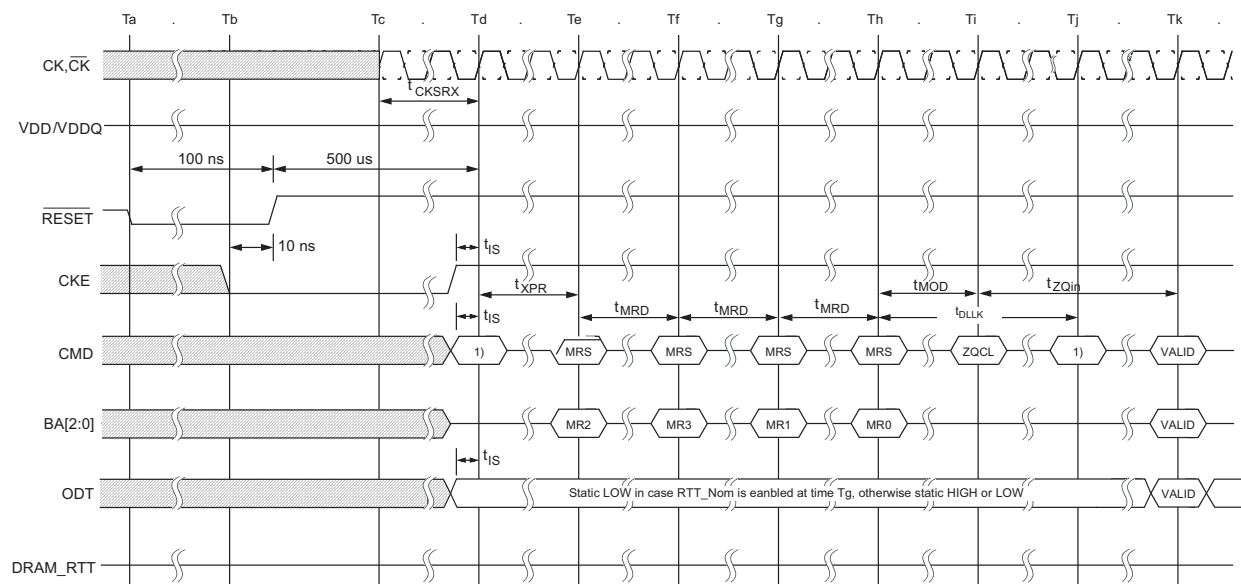 Ta . Tb . Tc . Td . Te . Tf . Tg . Th . Ti . Tj . Tk .
CK,C̅K̅
tCKSRX
VDD/VDDQ
100 ns 500 us
R̅E̅S̅E̅T̅
10 ns tIS
CKE
tXPR tMOD tZQin
tIS tMRD tMRD tMRD tDLLK
CMD 1) MRS MRS MRS MRS ZQCL 1) VALID
BA[2:0] MR2 MR3 MR1 MR0 VALID
tIS
ODT Static LOW in case RTT_Nom is eanbled at time Tg, otherwise static HIGH or LOW VALID
DRAM_RTT